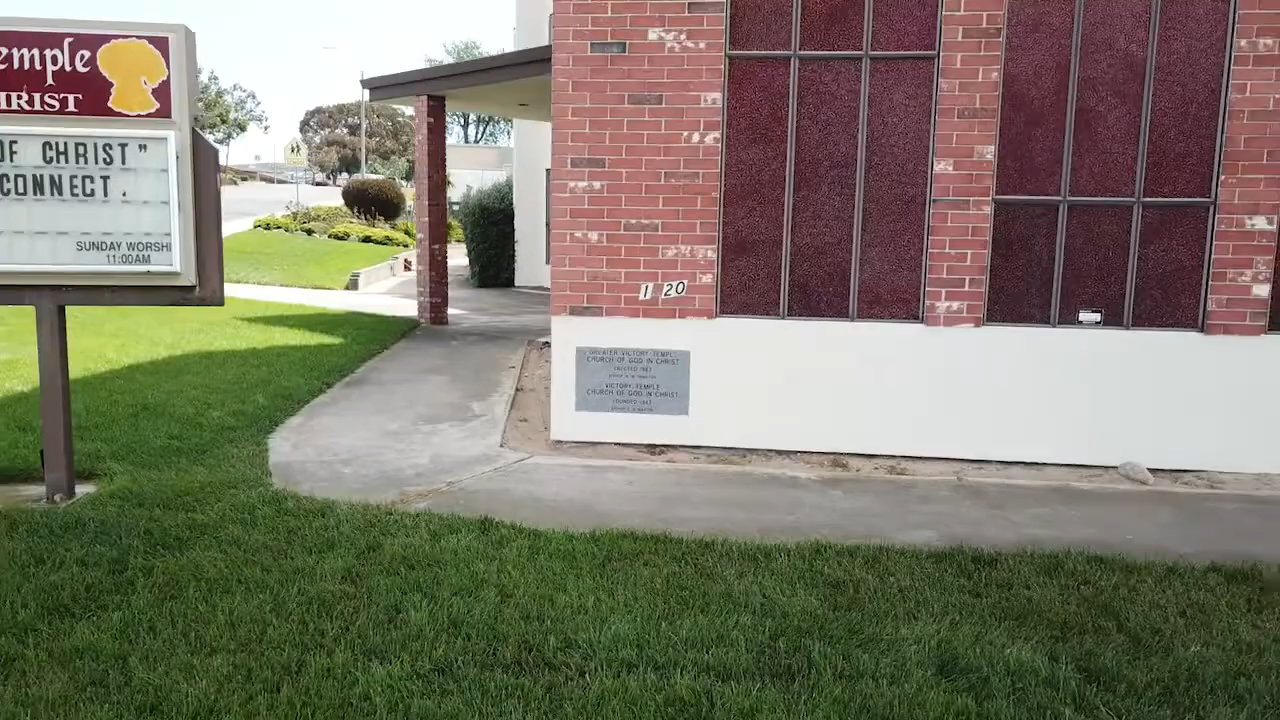 emple
HRIST
OF CHRIST"
CONNECT.
SUNDAY WORSHI
11:00AM
1 20
GREATER VICTORY TEMPLE
CHURCH OF GOD IN CHRIST
VICTORY TEMPLE
CHURCH OF GOD IN CHRIST